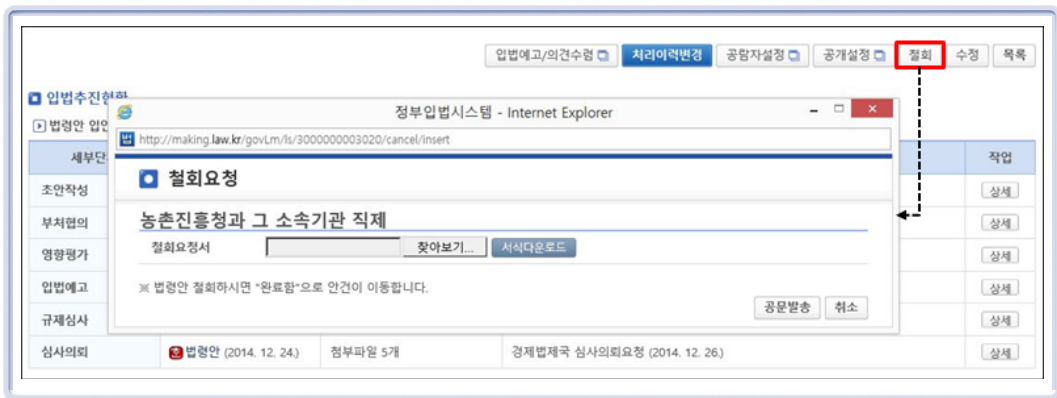 입법예고/의견수렴 처리이력변경 공람자설정 공개설정 철회 수정 목록
입법추진현황
정부입법시스템 - Internet Explorer
법령안 입안
http://making.law.kr/govLm/ls/3000000003020/cancel/insert
세부단 작업
철회요청
초안작성 상세
농촌진흥청과 그 소속기관 직제
부처협의 상세
철회요청서 찾아보기... 서식다운로드
영향평가 상세
입법예고 ※ 법령안 철회하시면 "완료함"으로 안건이 이동합니다. 상세
공문발송 취소
규제심사 상세
심사의뢰 법령안 (2014. 12. 24.) 첨부파일 5개 경제법제국 심사의뢰요청 (2014. 12. 26.) 상세